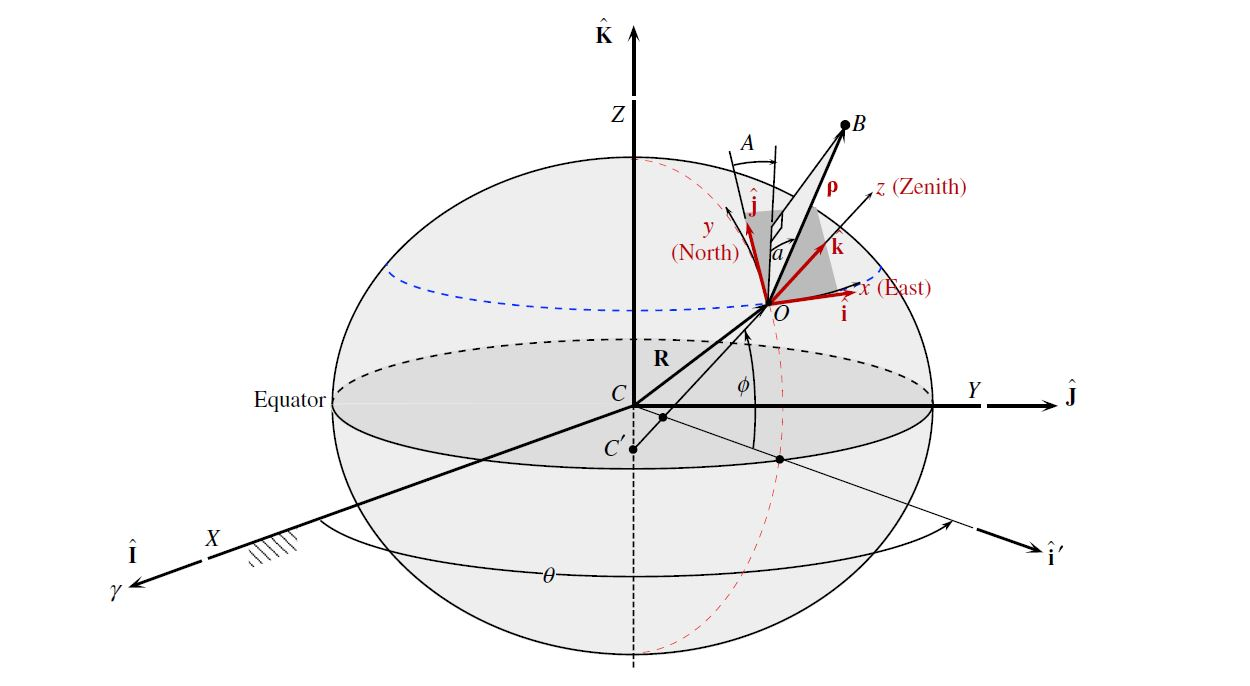 K̂
Z
A
B
ρ
z (Zenith)
ĵ
y
(North)
k̂
a
x (East)
î
O
R
ϕ
C
Y
Ĵ
Equator
C′
X
Î
γ
θ
î′